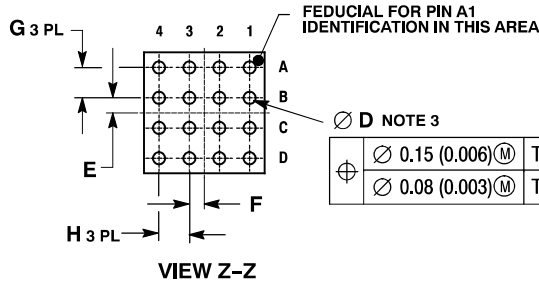 FEDUCIAL FOR PIN A1
IDENTIFICATION IN THIS AREA
G 3 PL
4 3 2 1
A
B
C
D
∅ D NOTE 3
E
F
H 3 PL
⌖ ∅ 0.15 (0.006) Ⓜ T
∅ 0.08 (0.003) Ⓜ T
VIEW Z–Z